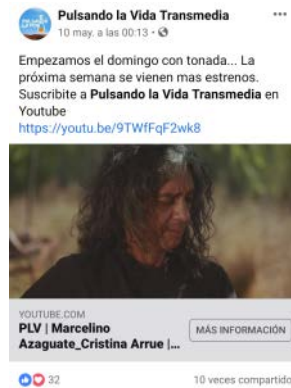 Pulsando la Vida Transmedia
10 may. a las 00:13 ·
Empezamos el domingo con tonada... La
próxima semana se vienen mas estrenos.
Suscribite a Pulsando la Vida Transmedia en
Youtube
https://youtu.be/9TWfFqF2wk8
YOUTUBE.COM
PLV | Marcelino
Azaguate_Cristina Arrue |...
MÁS INFORMACIÓN
32
10 veces compartido